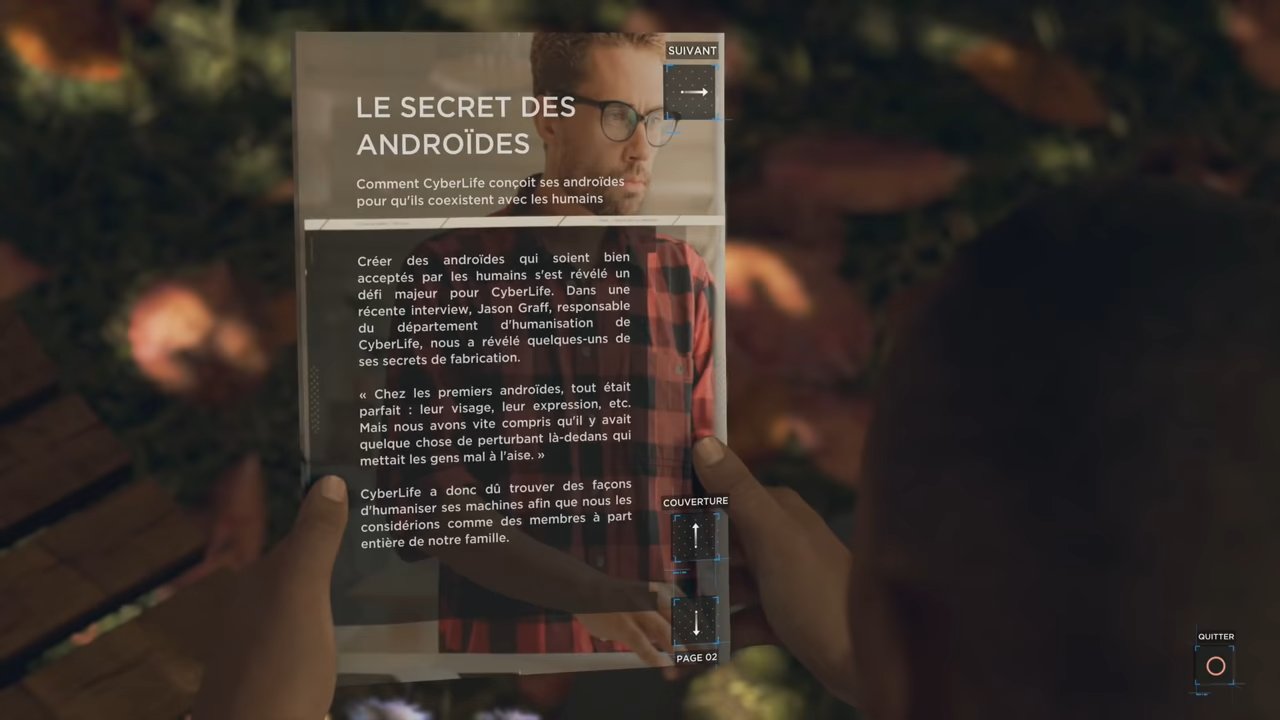 SUIVANT
LE SECRET DES
ANDROÏDES
Comment CyberLife conçoit ses androïdes
pour qu'ils coexistent avec les humains
Créer des androïdes qui soient bien
acceptés par les humains s'est révélé un
défi majeur pour CyberLife. Dans une
récente interview, Jason Graff, responsable
du département d'humanisation de
CyberLife, nous a révélé quelques-uns de
ses secrets de fabrication.
« Chez les premiers androïdes, tout était
parfait : leur visage, leur expression, etc.
Mais nous avons vite compris qu'il y avait
quelque chose de perturbant là-dedans qui
mettait les gens mal à l'aise. »
CyberLife a donc dû trouver des façons
d'humaniser ses machines afin que nous les
considérions comme des membres à part
entière de notre famille.
COUVERTURE
PAGE 02
QUITTER